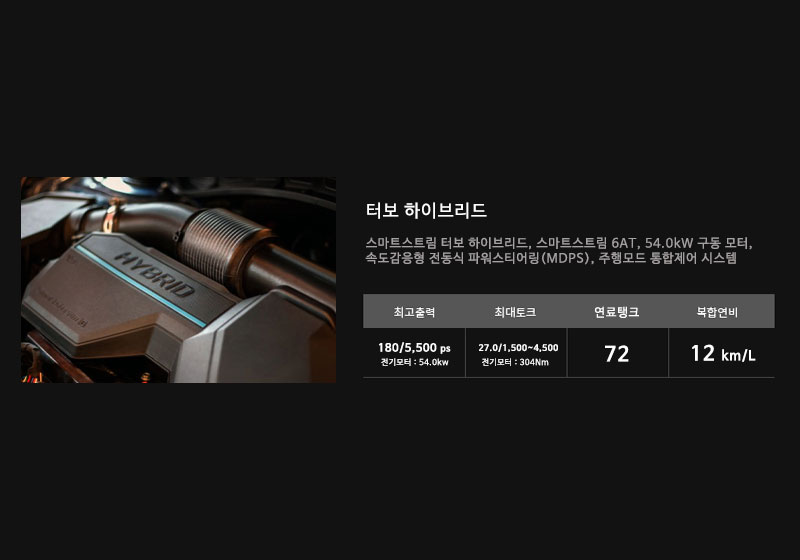 HYBRID
터보 하이브리드
스마트스트림 터보 하이브리드, 스마트스트림 6AT, 54.0kW 구동 모터,
속도감응형 전동식 파워스티어링(MDPS), 주행모드 통합제어 시스템
최고출력 최대토크 연료탱크 복합연비
180/5,500 ps 27.0/1,500~4,500 72 12 km/L
전기모터 : 54.0kw 전기모터 : 304Nm